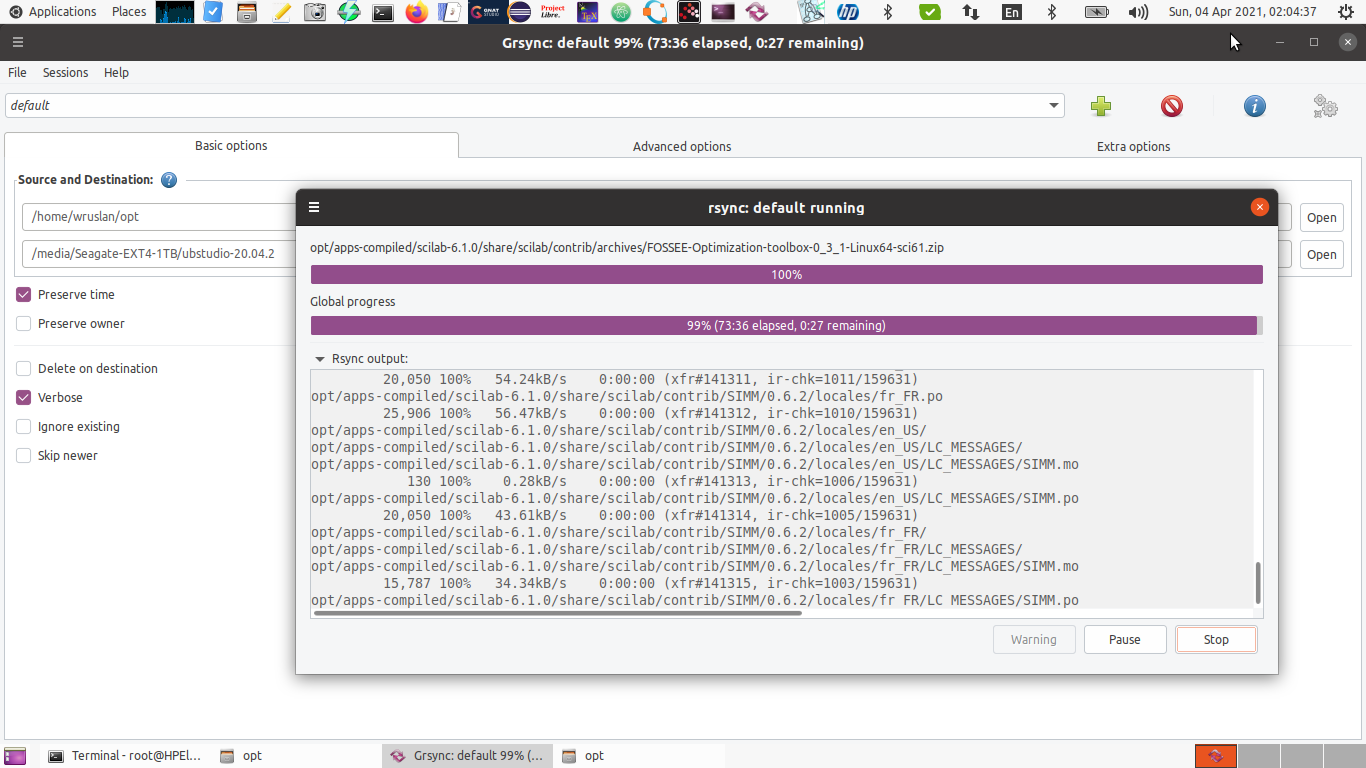 Applications Places
GNAT STUDIO
Project Libre.
TEX
hp
En
Sun, 04 Apr 2021, 02:04:37
Grsync: default 99% (73:36 elapsed, 0:27 remaining)
File Sessions Help
default
Basic options Advanced options Extra options
Source and Destination:
/home/wruslan/opt
Open
/media/Seagate-EXT4-1TB/ubstudio-20.04.2
Open
Preserve time
Preserve owner
Delete on destination
Verbose
Ignore existing
Skip newer
rsync: default running
opt/apps-compiled/scilab-6.1.0/share/scilab/contrib/archives/FOSSEE-Optimization-toolbox-0_3_1-Linux64-sci61.zip
100%
Global progress
99% (73:36 elapsed, 0:27 remaining)
Rsync output:
20,050 100% 54.24kB/s 0:00:00 (xfr#141311, ir-chk=1011/159631)
opt/apps-compiled/scilab-6.1.0/share/scilab/contrib/SIMM/0.6.2/locales/fr_FR.po
25,906 100% 56.47kB/s 0:00:00 (xfr#141312, ir-chk=1010/159631)
opt/apps-compiled/scilab-6.1.0/share/scilab/contrib/SIMM/0.6.2/locales/en_US/
opt/apps-compiled/scilab-6.1.0/share/scilab/contrib/SIMM/0.6.2/locales/en_US/LC_MESSAGES/
opt/apps-compiled/scilab-6.1.0/share/scilab/contrib/SIMM/0.6.2/locales/en_US/LC_MESSAGES/SIMM.mo
130 100% 0.28kB/s 0:00:00 (xfr#141313, ir-chk=1006/159631)
opt/apps-compiled/scilab-6.1.0/share/scilab/contrib/SIMM/0.6.2/locales/en_US/LC_MESSAGES/SIMM.po
20,050 100% 43.61kB/s 0:00:00 (xfr#141314, ir-chk=1005/159631)
opt/apps-compiled/scilab-6.1.0/share/scilab/contrib/SIMM/0.6.2/locales/fr_FR/
opt/apps-compiled/scilab-6.1.0/share/scilab/contrib/SIMM/0.6.2/locales/fr_FR/LC_MESSAGES/
opt/apps-compiled/scilab-6.1.0/share/scilab/contrib/SIMM/0.6.2/locales/fr_FR/LC_MESSAGES/SIMM.mo
15,787 100% 34.34kB/s 0:00:00 (xfr#141315, ir-chk=1003/159631)
opt/apps-compiled/scilab-6.1.0/share/scilab/contrib/SIMM/0.6.2/locales/fr_FR/LC_MESSAGES/SIMM.po
Warning Pause Stop
Terminal - root@HPEl... opt Grsync: default 99% (... opt